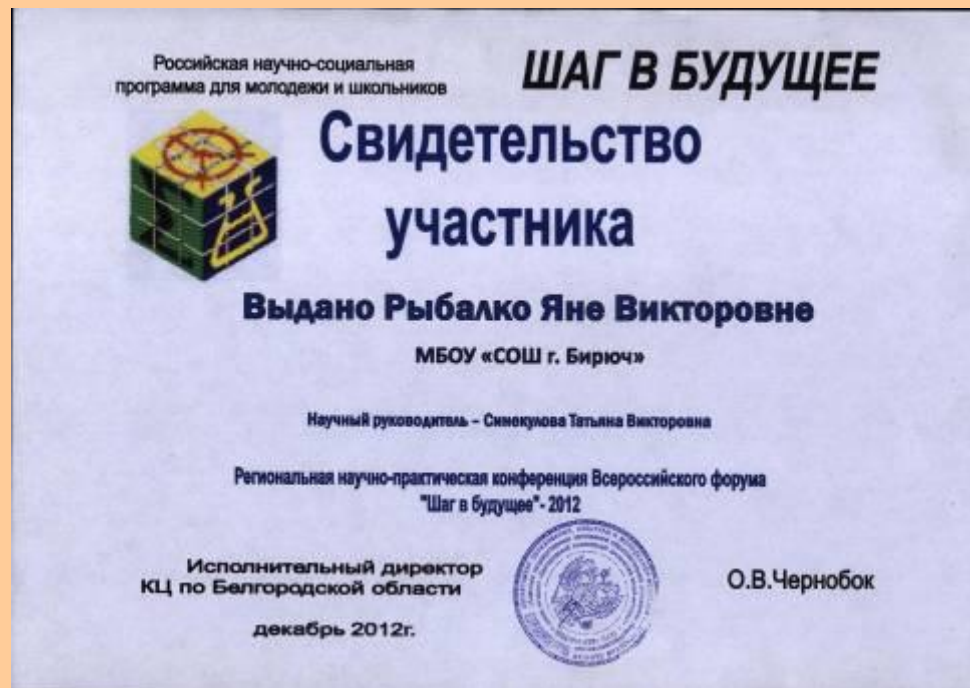 Российская научно-социальная
программа для молодежи и школьников
ШАГ В БУДУЩЕЕ
Свидетельство
участника
Выдано Рыбалко Яне Викторовне
МБОУ «СОШ г. Бирюч»
Научный руководитель – Синекулова Татьяна Викторовна
Региональная научно-практическая конференция Всероссийского форума
"Шаг в будущее"- 2012
Исполнительный директор
КЦ по Белгородской области
О.В.Чернобок
декабрь 2012г.